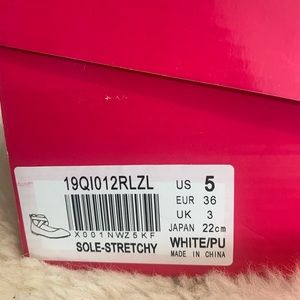 19QI012RLZL
X001NWZ5KF
SOLE-STRETCHY
US 5
EUR 36
UK 3
JAPAN 22cm
WHITE/PU
MADE IN CHINA